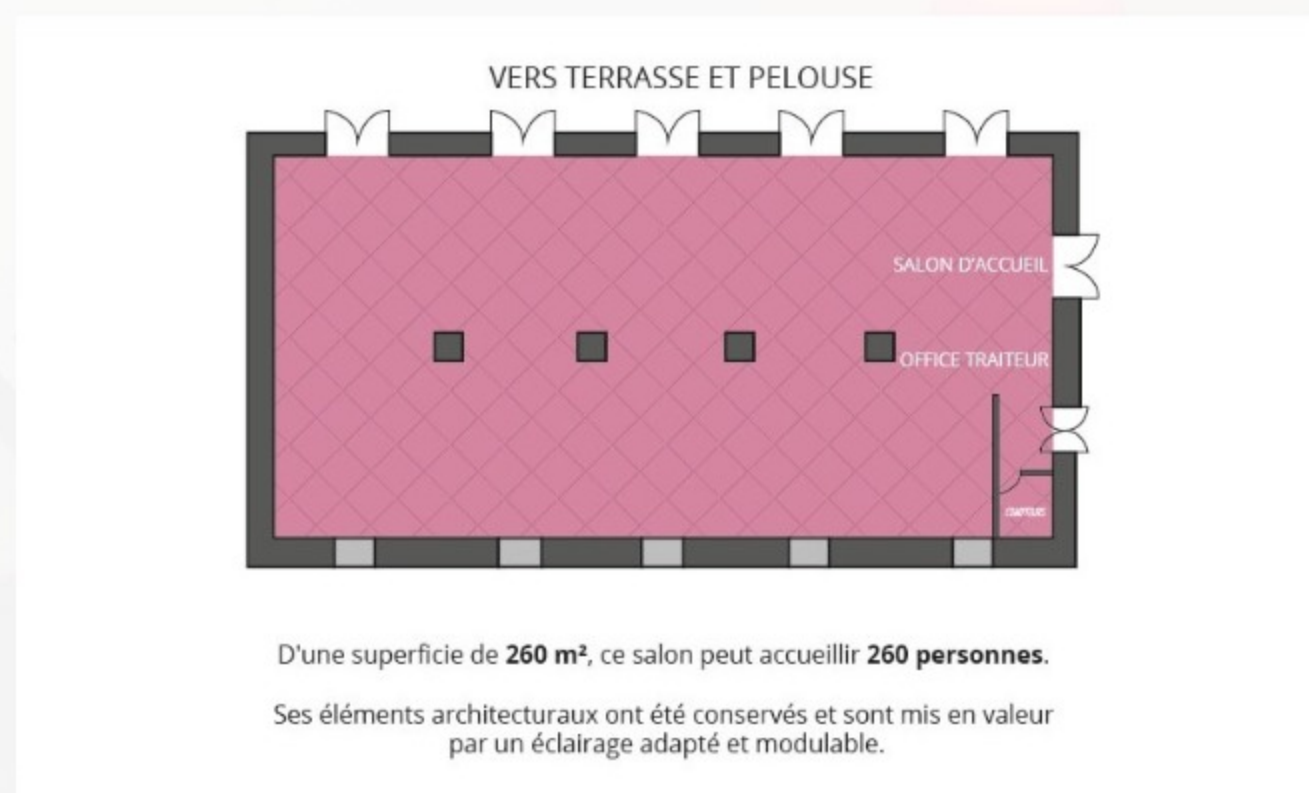 VERS TERRASSE ET PELOUSE
SALON D'ACCUEIL
OFFICE TRAITEUR
D'une superficie de 260 m², ce salon peut accueillir 260 personnes.
Ses éléments architecturaux ont été conservés et sont mis en valeur
par un éclairage adapté et modulable.